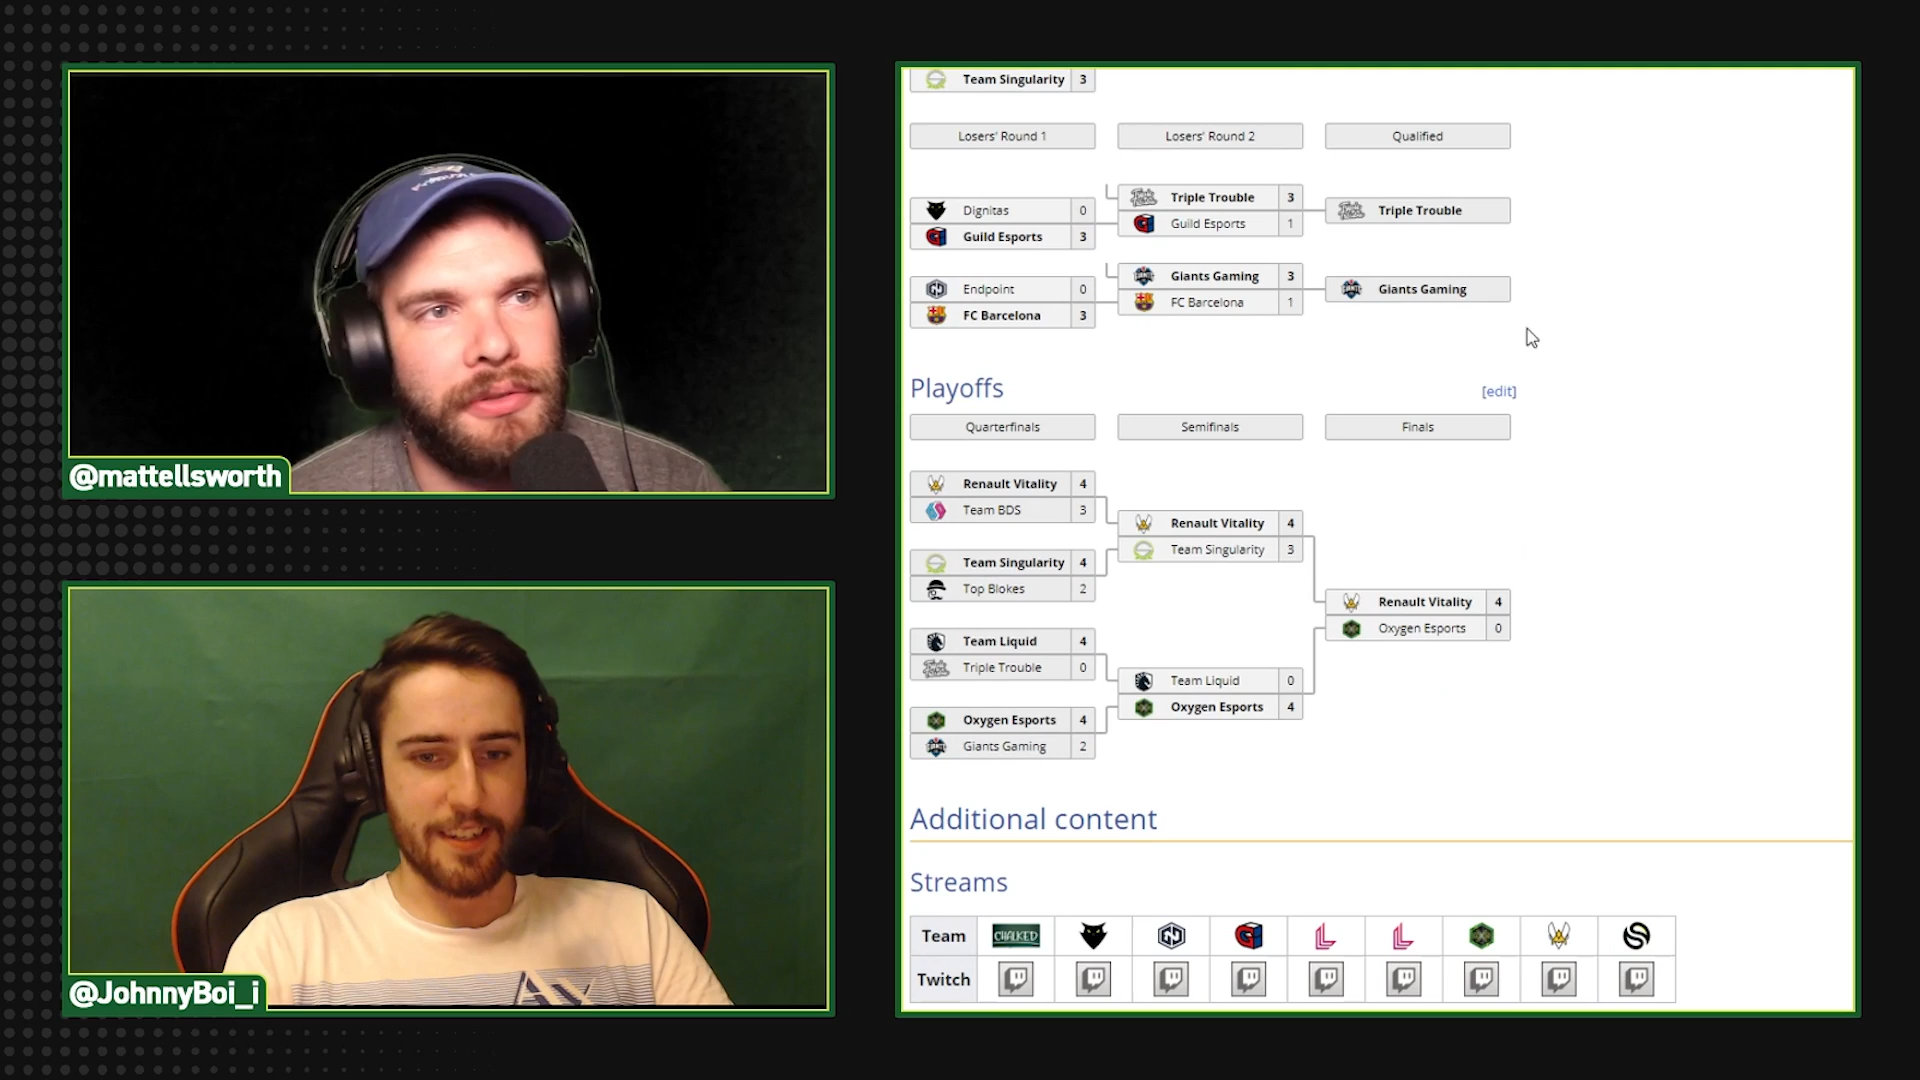 @mattellsworth
@JohnnyBoi_i
Team Singularity 3
Losers' Round 1 Losers' Round 2 Qualified
Dignitas 0
Guild Esports 3
Triple Trouble 3
Guild Esports 1
Triple Trouble
Endpoint 0
FC Barcelona 3
Giants Gaming 3
FC Barcelona 1
Giants Gaming
Playoffs [edit]
Quarterfinals Semifinals Finals
Renault Vitality 4
Team BDS 3
Team Singularity 4
Top Blokes 2
Team Liquid 4
Triple Trouble 0
Oxygen Esports 4
Giants Gaming 2
Renault Vitality 4
Team Singularity 3
Team Liquid 0
Oxygen Esports 4
Renault Vitality 4
Oxygen Esports 0
Additional content
Streams
Team CHALKED
Twitch